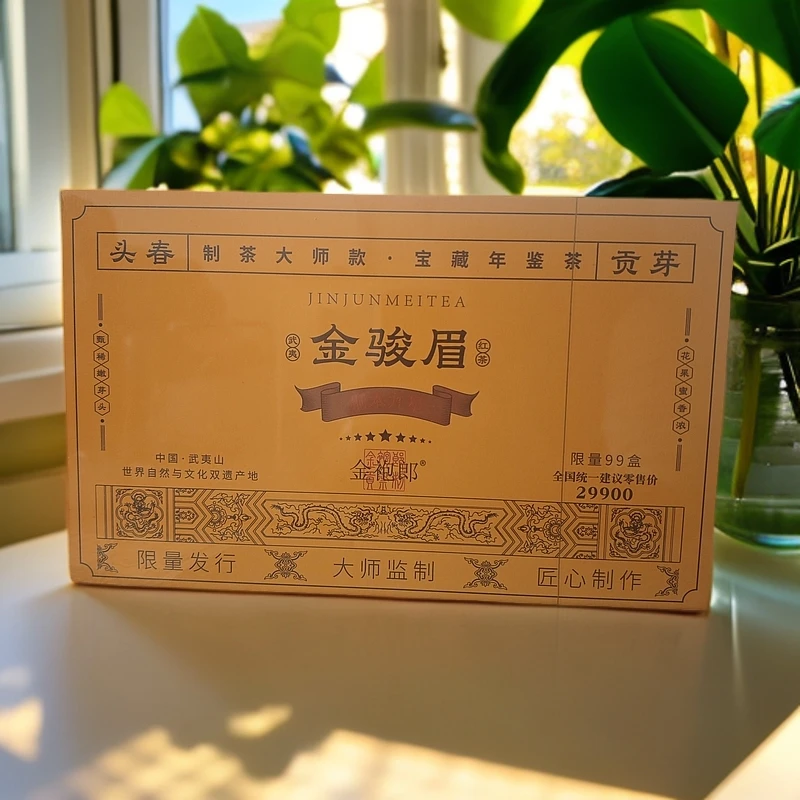 头春 制茶大师款·宝藏年鉴茶 贡芽
JINJUNMEITEA
武夷 金骏眉 红茶
甄稀嫩芽头
花果蜜香浓
中国·武夷山
世界自然与文化双遗产地
金袍郎®
限量99盒
全国统一建议零售价
29900
限量发行 大师监制 匠心制作